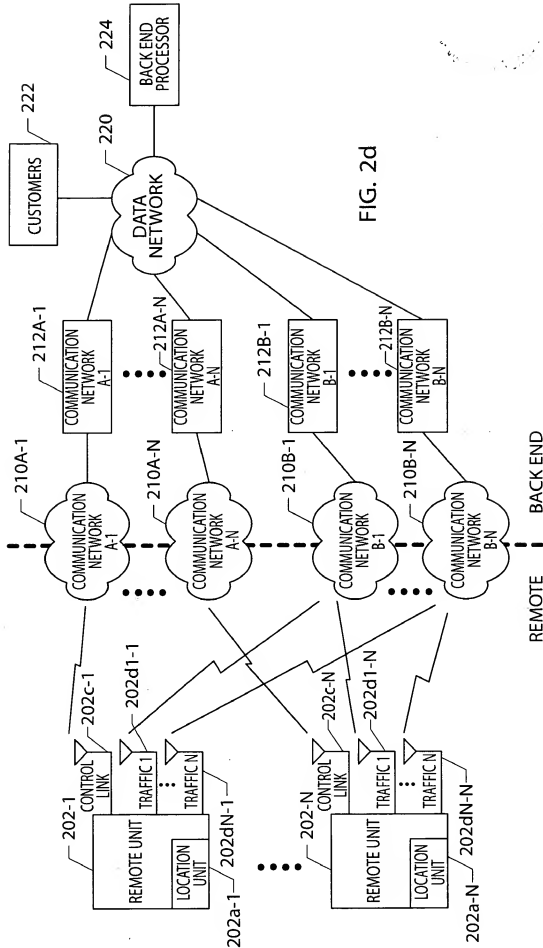 222
CUSTOMERS
224
BACK END
PROCESSOR
220
DATA
NETWORK
FIG. 2d
212A-1
COMMUNICATION
NETWORK
A-1
212A-N
COMMUNICATION
NETWORK
A-N
212B-1
COMMUNICATION
NETWORK
B-1
212B-N
COMMUNICATION
NETWORK
B-N
210A-1
COMMUNICATION
NETWORK
A-1
210A-N
COMMUNICATION
NETWORK
A-N
210B-1
COMMUNICATION
NETWORK
B-1
210B-N
COMMUNICATION
NETWORK
B-N
REMOTE
BACK END
202-1
REMOTE UNIT
LOCATION
UNIT
202a-1
CONTROL
LINK
202c-1
TRAFFIC 1
202d1-1
TRAFFIC N
202dN-1
202-N
REMOTE UNIT
LOCATION
UNIT
202a-N
CONTROL
LINK
202c-N
TRAFFIC 1
202d1-N
TRAFFIC N
202dN-N